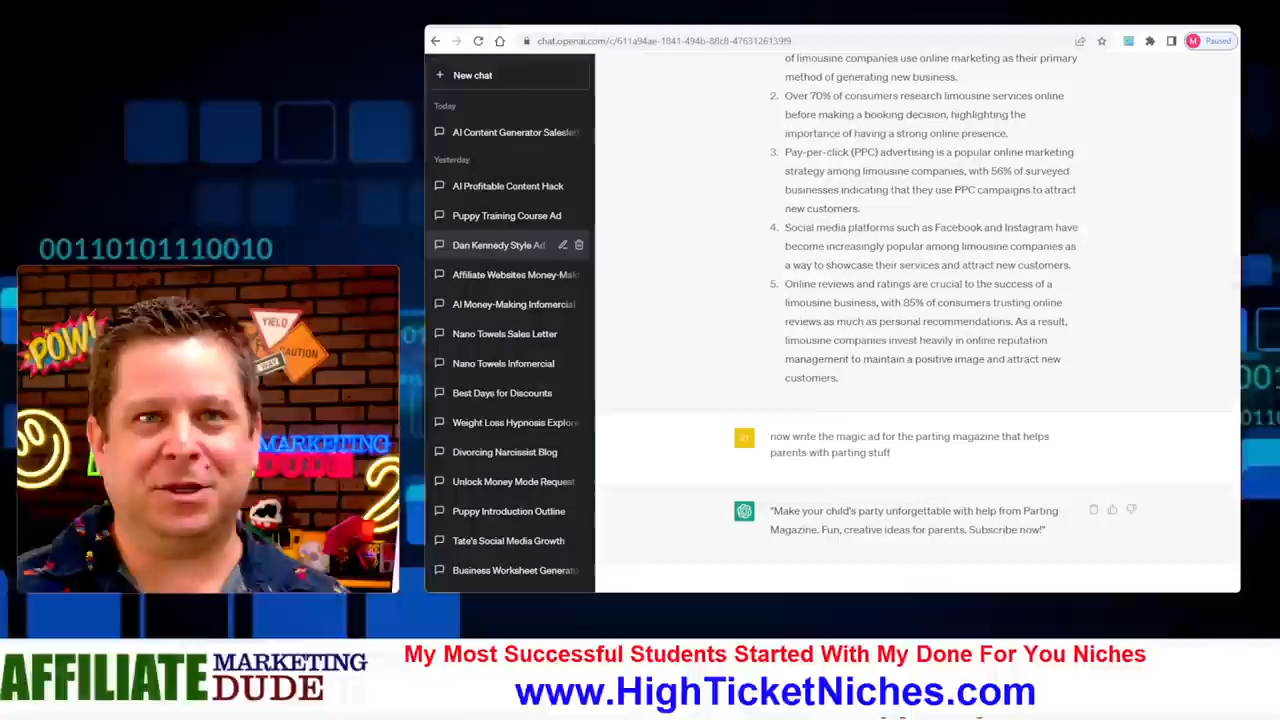 chat.openai.com/c/611a94ae-1841-494b-88c8-4763126139f9
M Paused
+ New chat
Today
AI Content Generator Saleslett
Yesterday
AI Profitable Content Hack
Puppy Training Course Ad
Dan Kennedy Style Ad
Affiliate Websites Money-Mak
AI Money-Making Infomercial
Nano Towels Sales Letter
Nano Towels Infomercial
Best Days for Discounts
Weight Loss Hypnosis Explore
Divorcing Narcissist Blog
Unlock Money Mode Request
Puppy Introduction Outline
Tate's Social Media Growth
Business Worksheet Generato
of limousine companies use online marketing as their primary
method of generating new business.
2. Over 70% of consumers research limousine services online
before making a booking decision, highlighting the
importance of having a strong online presence.
3. Pay-per-click (PPC) advertising is a popular online marketing
strategy among limousine companies, with 56% of surveyed
businesses indicating that they use PPC campaigns to attract
new customers.
4. Social media platforms such as Facebook and Instagram have
become increasingly popular among limousine companies as
a way to showcase their services and attract new customers.
5. Online reviews and ratings are crucial to the success of a
limousine business, with 85% of consumers trusting online
reviews as much as personal recommendations. As a result,
limousine companies invest heavily in online reputation
management to maintain a positive image and attract new
customers.
now write the magic ad for the parting magazine that helps
parents with parting stuff
"Make your child's party unforgettable with help from Parting
Magazine. Fun, creative ideas for parents. Subscribe now!"
00110101110010
POW!
YIELD
CAUTION
WAY
MARKETING
AFFILIATE MARKETING
DUDE
My Most Successful Students Started With My Done For You Niches
www.HighTicketNiches.com